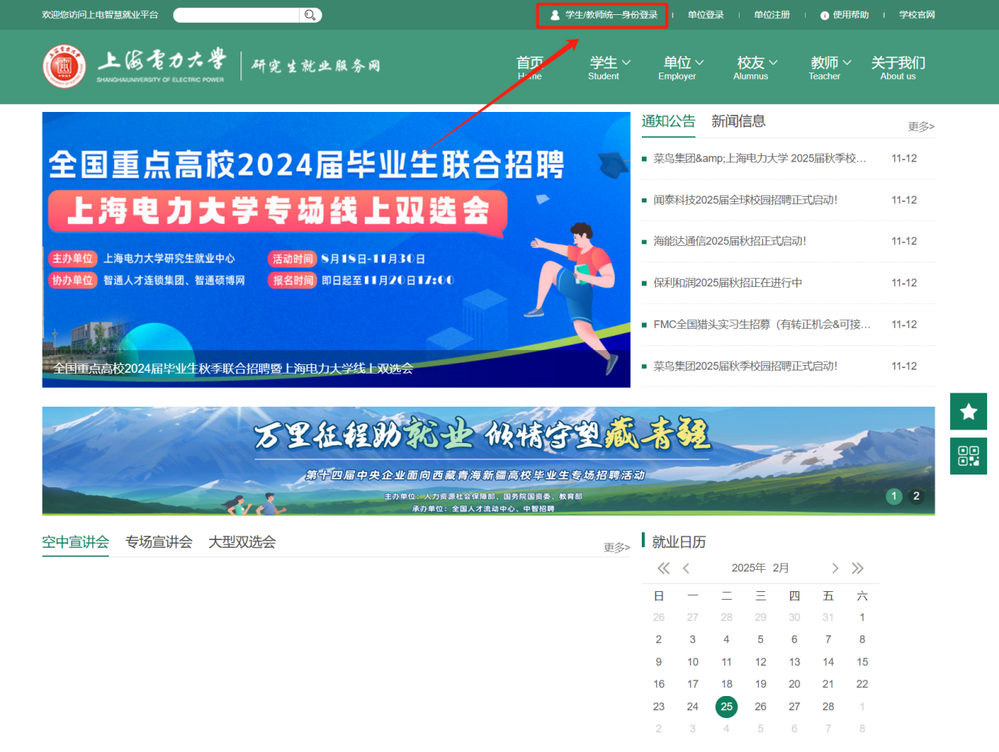 欢迎您访问上电智慧就业平台
学生/教师统一身份登录
单位登录
单位注册
使用帮助
学校官网
上海電力大学
SHANGHAIUNIVERSITY OF ELECTRIC POWER
研究生就业服务网
首页
Home
学生
Student
单位
Employer
校友
Alumnus
教师
Teacher
关于我们
About us
全国重点高校2024届毕业生联合招聘
上海电力大学专场线上双选会
主办单位 上海电力大学研究生就业中心
活动时间 8月18日-11月30日
协办单位 智通人才连锁集团、智通硕博网
报名时间 即日起至11月20日17:00
全国重点高校2024届毕业生秋季联合招聘暨上海电力大学线上双选会
通知公告 新闻信息 更多>
菜鸟集团&amp;上海电力大学 2025届秋季校... 11-12
闻泰科技2025届全球校园招聘正式启动! 11-12
海能达通信2025届秋招正式启动! 11-12
保利和润2025届秋招正在进行中 11-12
FMC全国猎头实习生招募（有转正机会&可接... 11-12
菜鸟集团2025届秋季校园招聘正式启动! 11-12
万里征程助就业 倾情守望藏青疆
第十四届中央企业面向西藏青海新疆高校毕业生专场招聘活动
主办单位：人力资源社会保障部、国务院国资委、教育部
承办单位：全国人才流动中心、中智招聘
1 2
空中宣讲会 专场宣讲会 大型双选会 更多>
就业日历
2025年 2月
日 一 二 三 四 五 六
26 27 28 29 30 31 1
2 3 4 5 6 7 8
9 10 11 12 13 14 15
16 17 18 19 20 21 22
23 24 25 26 27 28 1
2 3 4 5 6 7 8